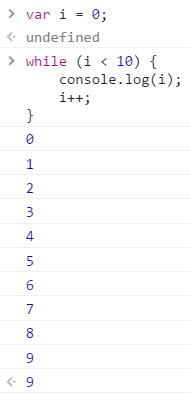 > var i = 0;
< undefined
> while (i < 10) {
    console.log(i);
    i++;
}
0
1
2
3
4
5
6
7
8
9
< 9